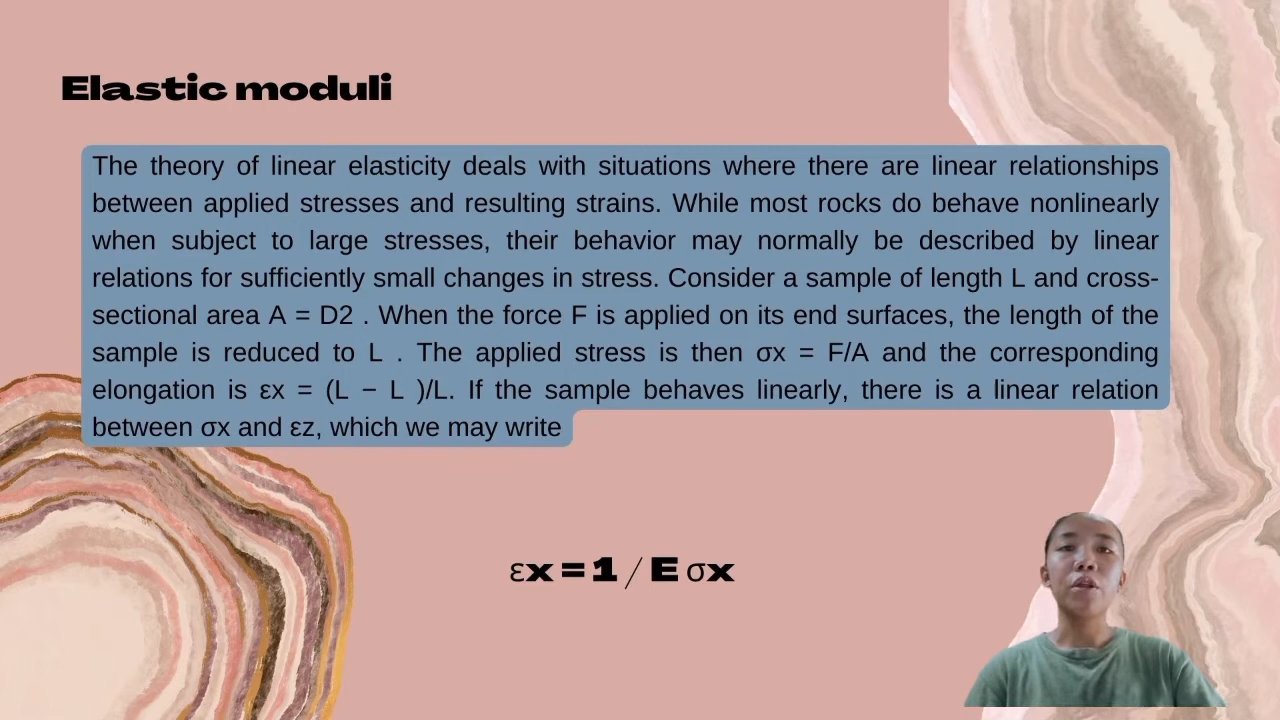 Elastic moduli
The theory of linear elasticity deals with situations where there are linear relationships
between applied stresses and resulting strains. While most rocks do behave nonlinearly
when subject to large stresses, their behavior may normally be described by linear
relations for sufficiently small changes in stress. Consider a sample of length L and cross-
sectional area A = D2 . When the force F is applied on its end surfaces, the length of the
sample is reduced to L . The applied stress is then σx = F/A and the corresponding
elongation is εx = (L − L )/L. If the sample behaves linearly, there is a linear relation
between σx and εz, which we may write
εx = 1 / E σx